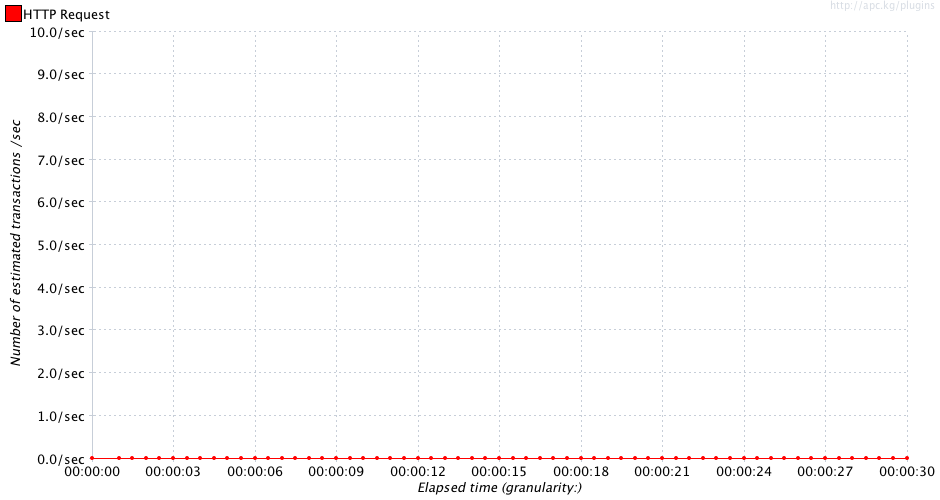 http://apc.kg/plugins
HTTP Request
10.0/sec
9.0/sec
8.0/sec
7.0/sec
6.0/sec
5.0/sec
4.0/sec
3.0/sec
2.0/sec
1.0/sec
0.0/sec
Number of estimated transactions /sec
00:00:00 00:00:03 00:00:06 00:00:09 00:00:12 00:00:15 00:00:18 00:00:21 00:00:24 00:00:27 00:00:30
Elapsed time (granularity:)